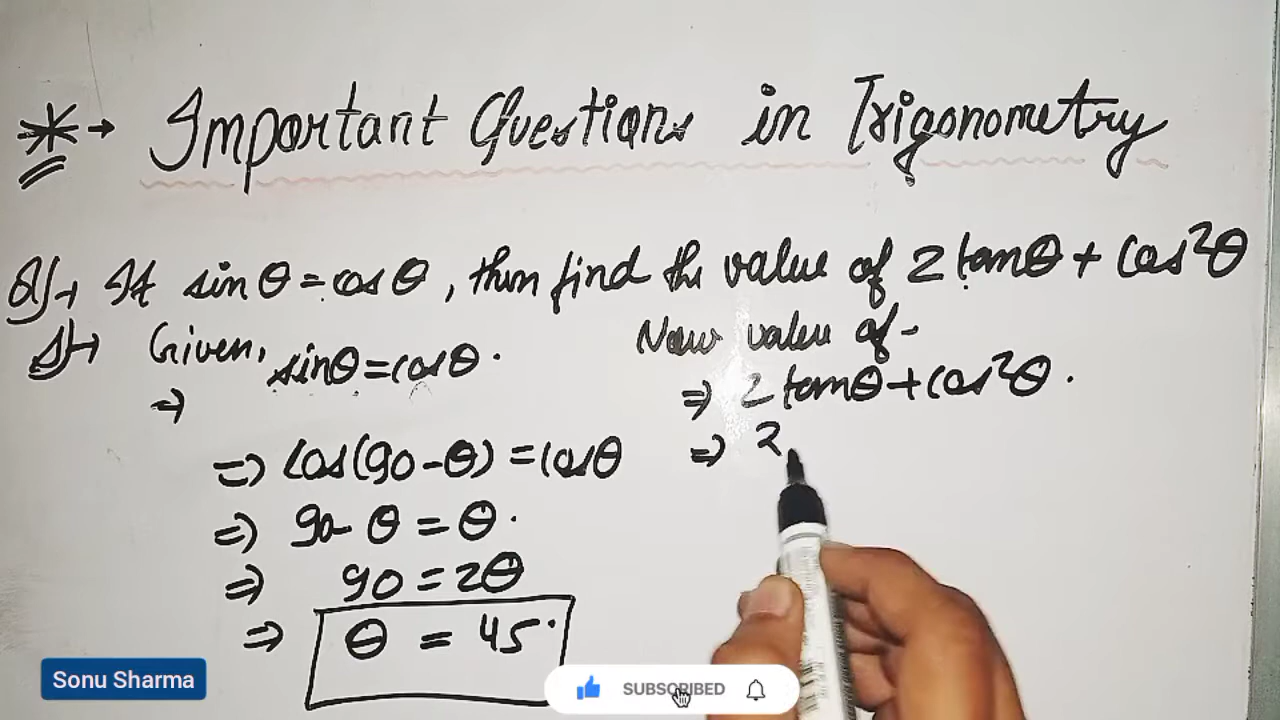 * → Important Questions in Trigonometry
Q1→ If sin θ = cos θ, then find the value of 2 tanθ + cos²θ
Given, sinθ = cosθ.
⇒
⇒ cos(90-θ) = cosθ
⇒ 90- θ = θ.
⇒ 90 = 2θ
⇒ θ = 45°
Now value of-
⇒ 2 tanθ + cos²θ.
⇒ 2
Sonu Sharma
SUBSCRIBED